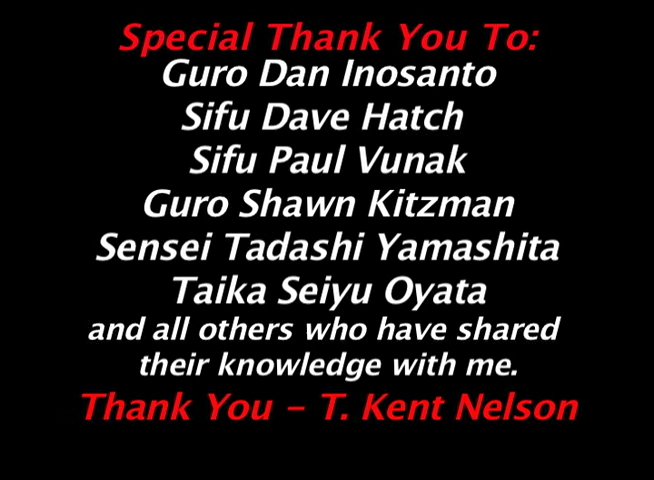 Special Thank You To:
Guro Dan Inosanto
Sifu Dave Hatch
Sifu Paul Vunak
Guro Shawn Kitzman
Sensei Tadashi Yamashita
Taika Seiyu Oyata
and all others who have shared
their knowledge with me.
Thank You - T. Kent Nelson